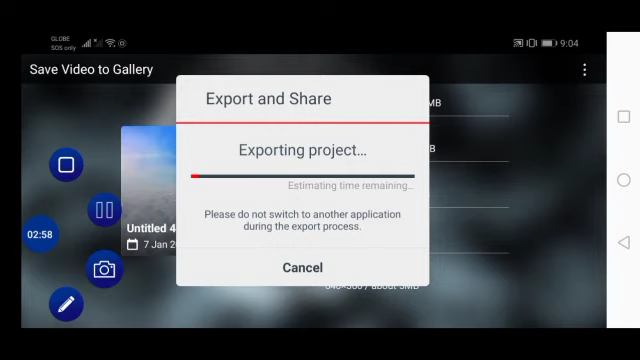 GLOBE
SOS only
9:04
Save Video to Gallery
MB
Export and Share
B
Exporting project...
Estimating time remaining...
Please do not switch to another application
during the export process.
02:58
Untitled 4
7 Jan 2
Cancel